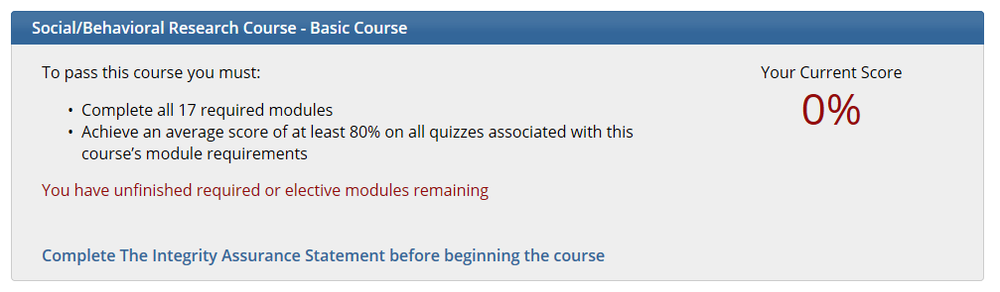 Social/Behavioral Research Course - Basic Course
To pass this course you must:
• Complete all 17 required modules
• Achieve an average score of at least 80% on all quizzes associated with this
course’s module requirements
You have unfinished required or elective modules remaining
Complete The Integrity Assurance Statement before beginning the course
Your Current Score
0%